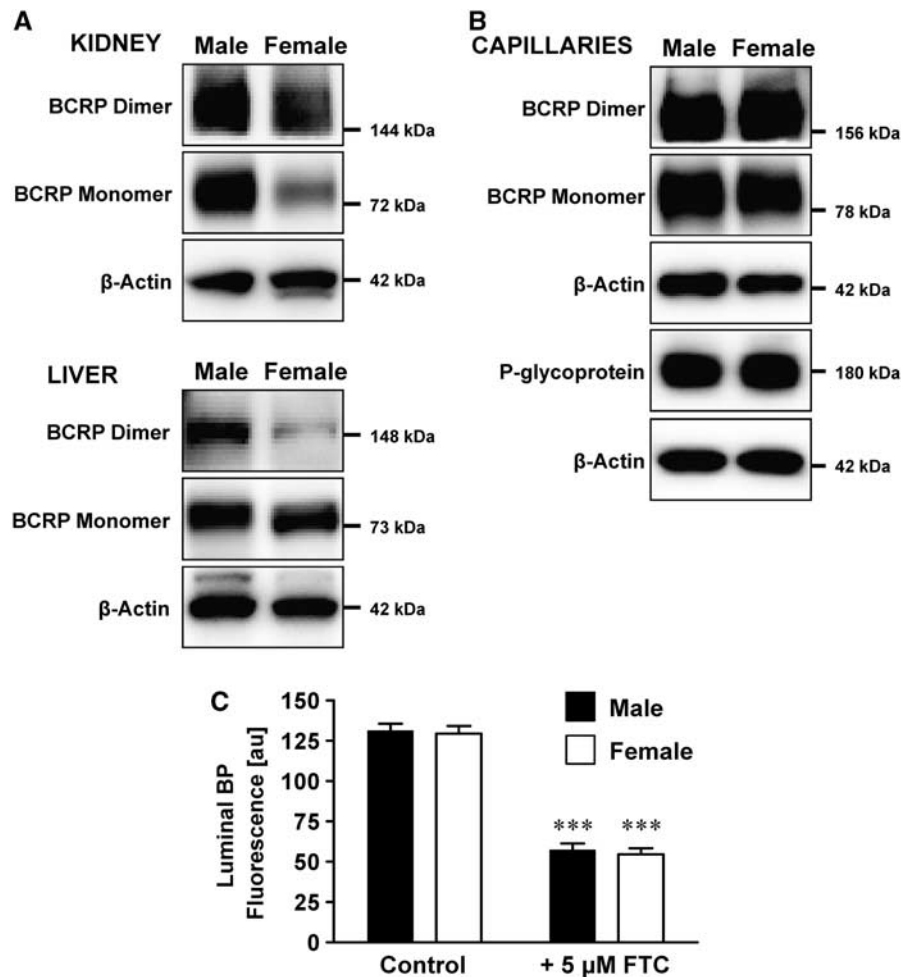 A
KIDNEY
Male Female
BCRP Dimer
144 kDa
BCRP Monomer
72 kDa
β-Actin
42 kDa
LIVER
Male Female
BCRP Dimer
148 kDa
BCRP Monomer
73 kDa
β-Actin
42 kDa
B
CAPILLARIES
Male Female
BCRP Dimer
156 kDa
BCRP Monomer
78 kDa
β-Actin
42 kDa
P-glycoprotein
180 kDa
β-Actin
42 kDa
C
Luminal BP
Fluorescence [au]
150
125
100
75
50
25
0
Male
Female
*** ***
Control + 5 µM FTC